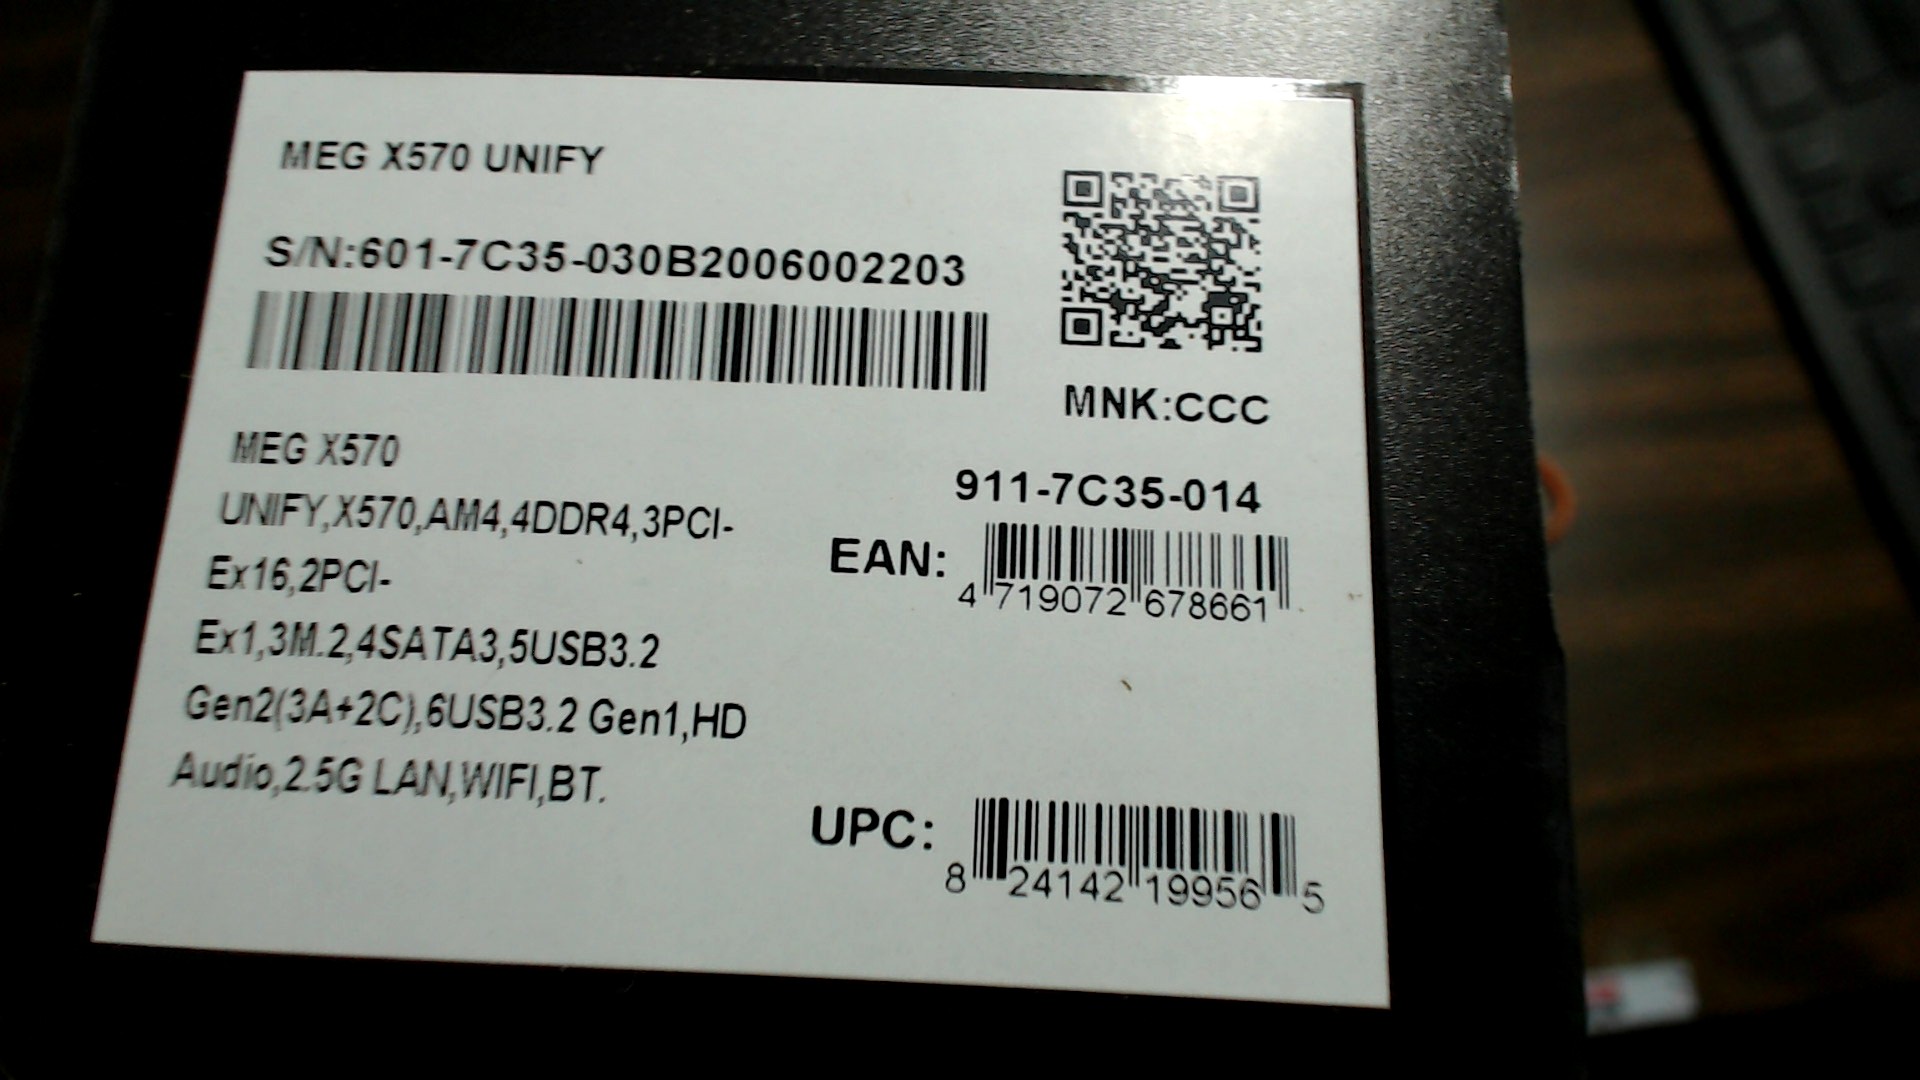 MEG X570 UNIFY
S/N:601-7C35-030B2006002203
MNK:CCC
MEG X570
UNIFY,X570,AM4,4DDR4,3PCI-
Ex16,2PCI-
Ex1,3M.2,4SATA3,5USB3.2
Gen2(3A+2C),6USB3.2 Gen1,HD
Audio,2.5G LAN,WIFI,BT.
911-7C35-014
EAN:
4 719072 678661
UPC:
8 24142 19956 5